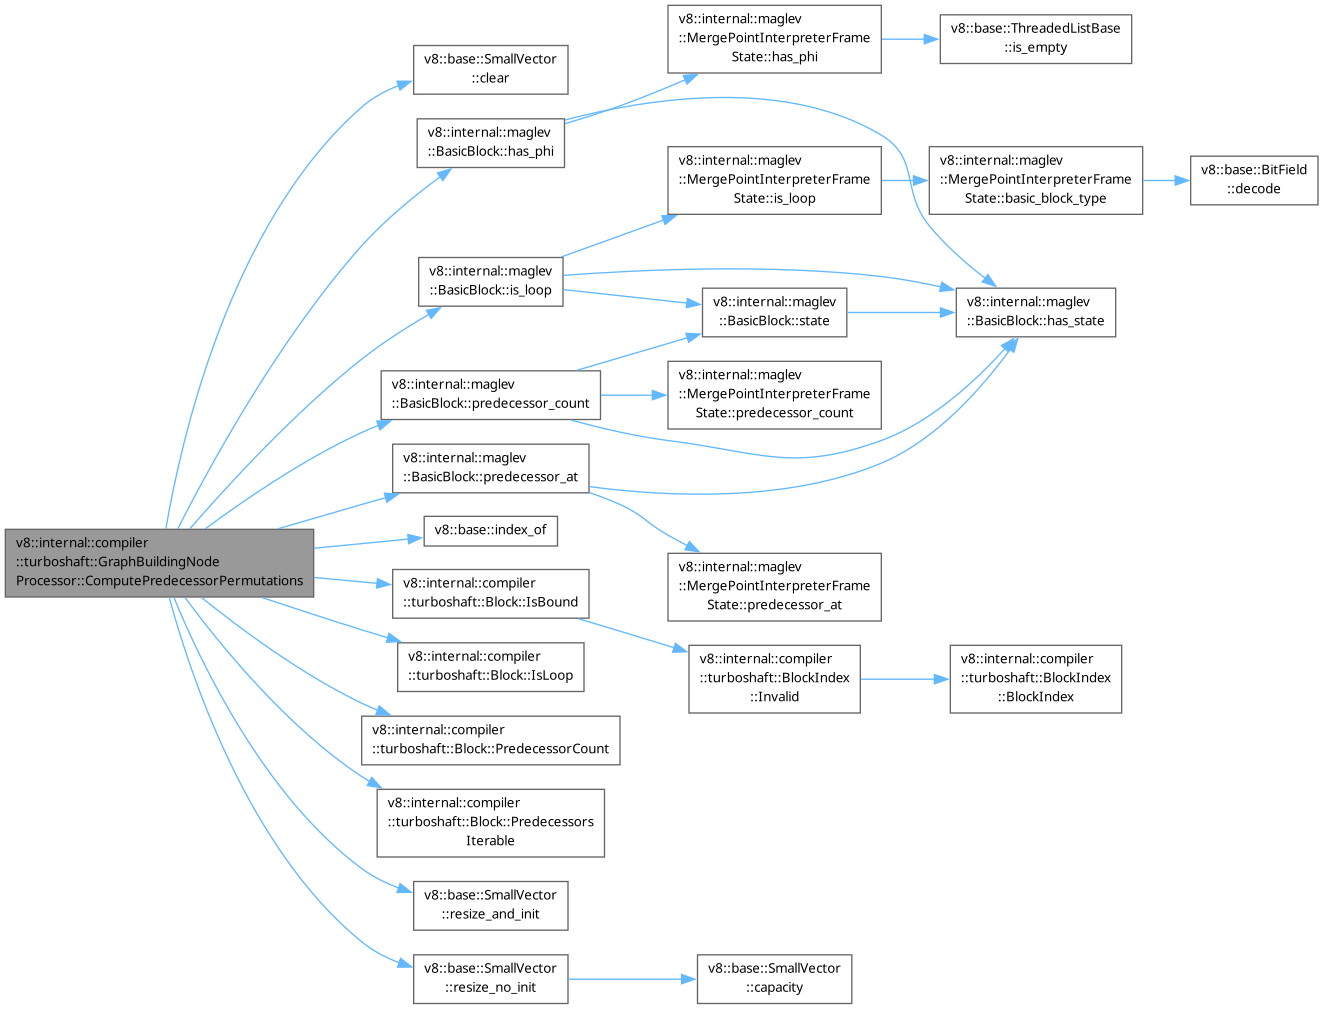 v8::internal::compiler
::turboshaft::GraphBuildingNode
Processor::ComputePredecessorPermutations
v8::base::SmallVector
::clear
v8::internal::maglev
::BasicBlock::has_phi
v8::internal::maglev
::MergePointInterpreterFrame
State::has_phi
v8::base::ThreadedListBase
::is_empty
v8::internal::maglev
::BasicBlock::is_loop
v8::internal::maglev
::MergePointInterpreterFrame
State::is_loop
v8::internal::maglev
::MergePointInterpreterFrame
State::basic_block_type
v8::base::BitField
::decode
v8::internal::maglev
::BasicBlock::state
v8::internal::maglev
::BasicBlock::has_state
v8::internal::maglev
::BasicBlock::predecessor_count
v8::internal::maglev
::MergePointInterpreterFrame
State::predecessor_count
v8::internal::maglev
::BasicBlock::predecessor_at
v8::internal::maglev
::MergePointInterpreterFrame
State::predecessor_at
v8::base::index_of
v8::internal::compiler
::turboshaft::Block::IsBound
v8::internal::compiler
::turboshaft::BlockIndex
::Invalid
v8::internal::compiler
::turboshaft::BlockIndex
::BlockIndex
v8::internal::compiler
::turboshaft::Block::IsLoop
v8::internal::compiler
::turboshaft::Block::PredecessorCount
v8::internal::compiler
::turboshaft::Block::Predecessors
Iterable
v8::base::SmallVector
::resize_and_init
v8::base::SmallVector
::resize_no_init
v8::base::SmallVector
::capacity